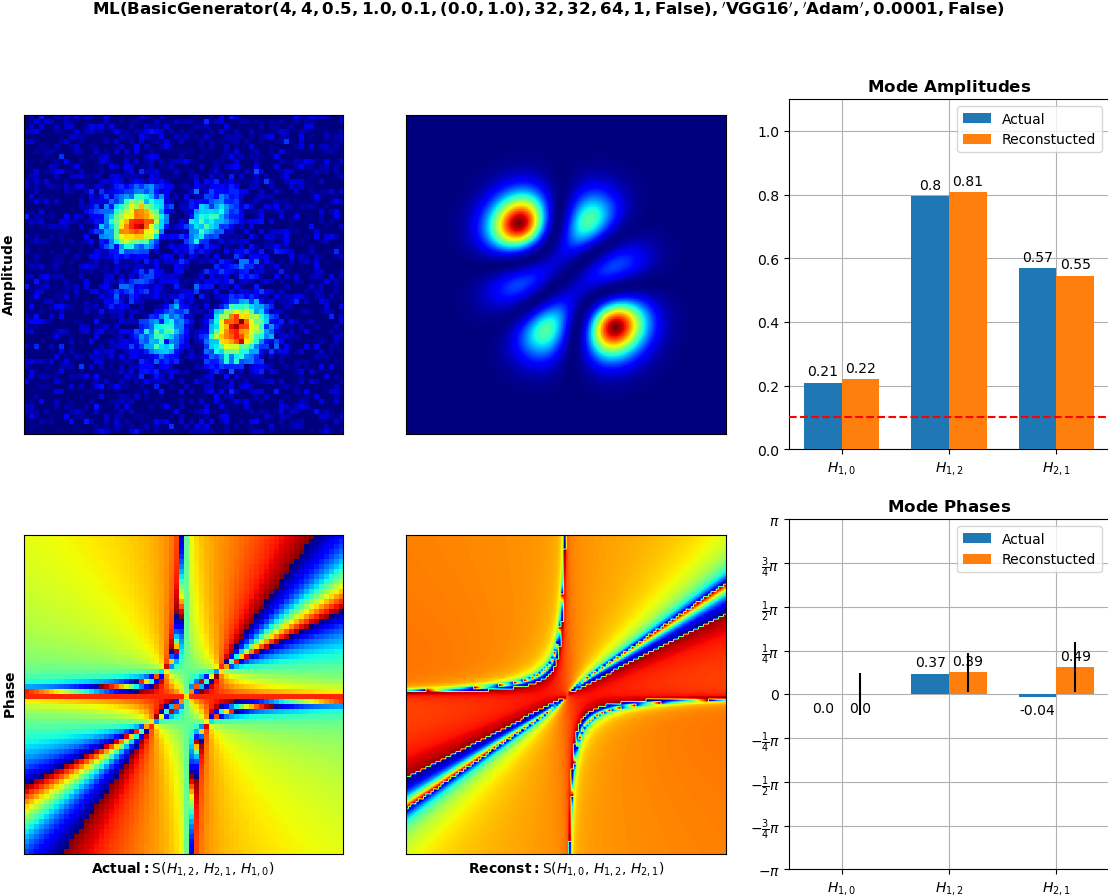 ML(BasicGenerator(4, 4, 0.5, 1.0, 0.1, (0.0, 1.0), 32, 32, 64, 1, False), 'VGG16', 'Adam', 0.0001, False)
Amplitude
Mode Amplitudes
Actual
Reconstucted
1.0
0.8
0.6
0.4
0.2
0.0
0.21
0.22
0.8
0.81
0.57
0.55
H1,0
H1,2
H2,1
Phase
Actual: S(H1,2, H2,1, H1,0)
Reconst: S(H1,0, H1,2, H2,1)
Mode Phases
Actual
Reconstucted
π
3/4π
1/2π
1/4π
0
−1/4π
−1/2π
−3/4π
−π
0.0
0.0
0.37
0.39
-0.04
0.49
H1,0
H1,2
H2,1